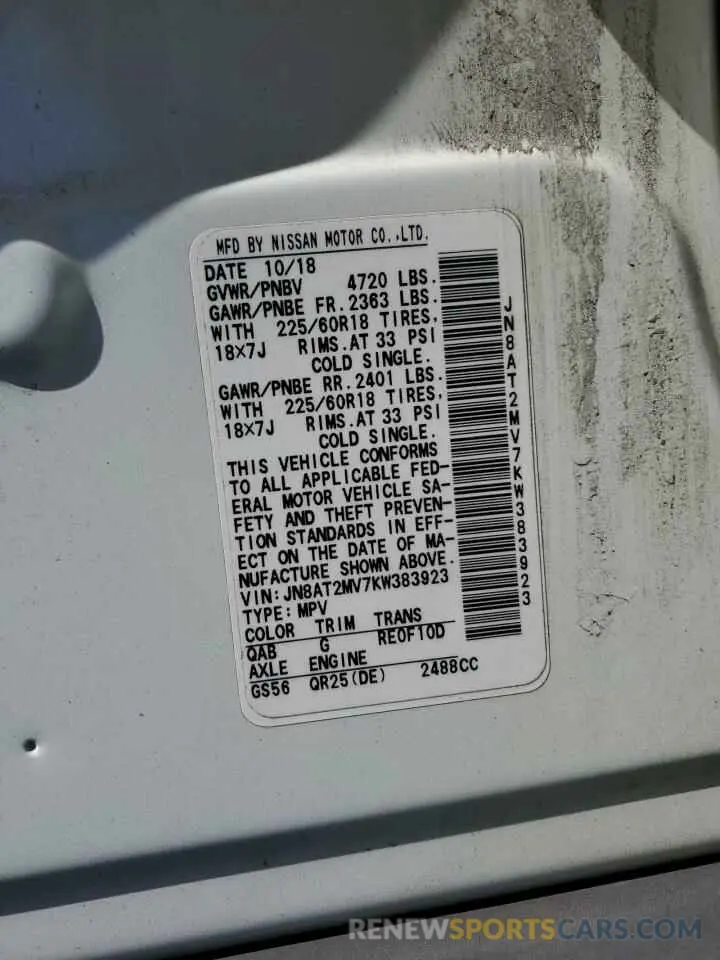 MFD BY NISSAN MOTOR CO.,LTD.
DATE 10/18
GVWR/PNBV 4720 LBS.
GAWR/PNBE FR. 2363 LBS.
WITH 225/60R18 TIRES,
18×7J RIMS. AT 33 PSI
COLD SINGLE.
GAWR/PNBE RR. 2401 LBS.
WITH 225/60R18 TIRES,
18×7J RIMS. AT 33 PSI
COLD SINGLE.
THIS VEHICLE CONFORMS
TO ALL APPLICABLE FED-
ERAL MOTOR VEHICLE SA-
FETY AND THEFT PREVEN-
TION STANDARDS IN EFF-
ECT ON THE DATE OF MA-
NUFACTURE SHOWN ABOVE.
VIN: JN8AT2MV7KW383923
TYPE: MPV
COLOR TRIM TRANS
QAB G RE0F10D
AXLE ENGINE
GS56 QR25(DE) 2488CC
JN8AT2MV7KW383923
RENEWSPORTSCARS.COM